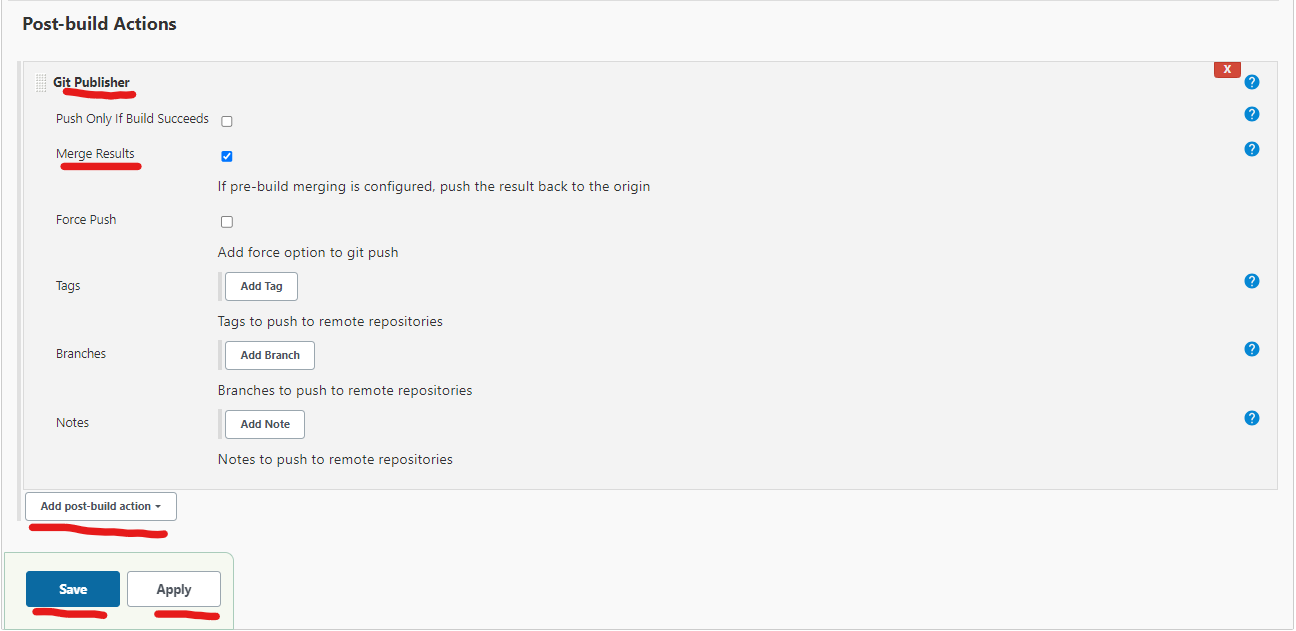 Post-build Actions
X
Git Publisher
?
Push Only If Build Succeeds
?
Merge Results
?
If pre-build merging is configured, push the result back to the origin
Force Push
Add force option to git push
Tags
Add Tag
?
Tags to push to remote repositories
Branches
Add Branch
?
Branches to push to remote repositories
Notes
Add Note
?
Notes to push to remote repositories
Add post-build action
Save
Apply